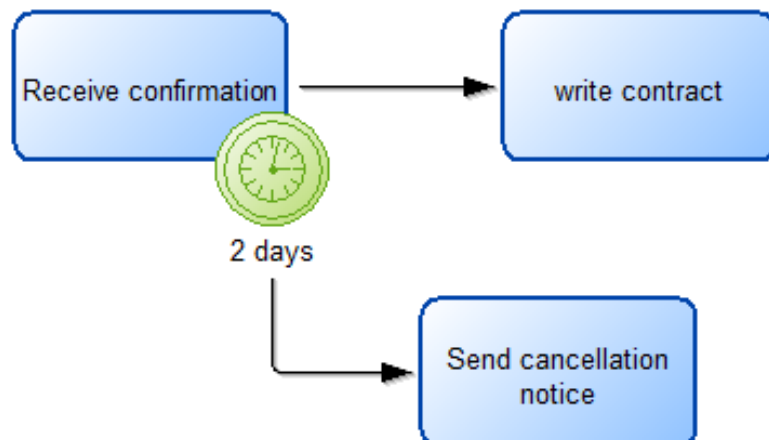 Receive confirmation
write contract
2 days
Send cancellation
notice